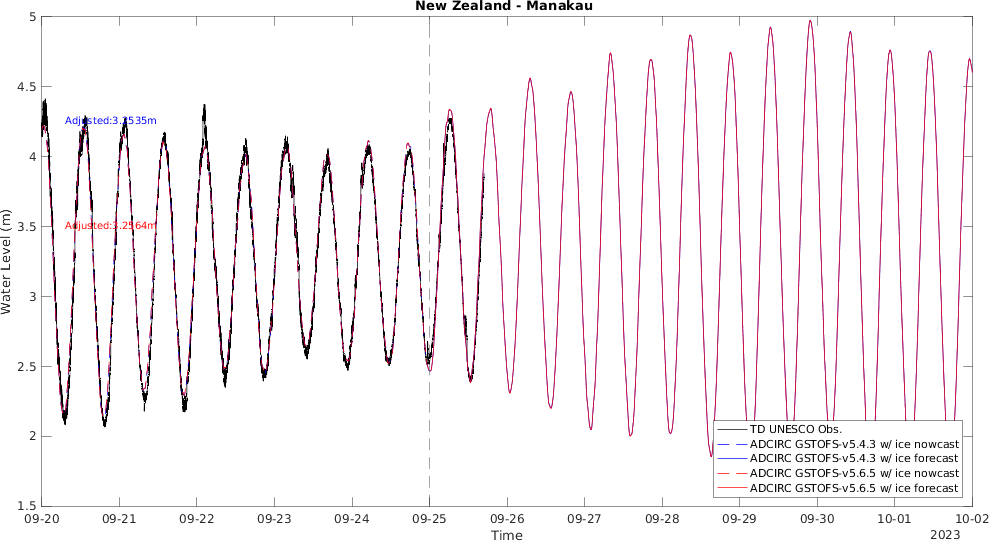 New Zealand - Manakau
5
4.5
4
3.5
3
2.5
2
1.5
Water Level (m)
Adjusted:3.2535m
Adjusted:3.2564m
TD UNESCO Obs.
ADCIRC GSTOFS-v5.4.3 w/ ice nowcast
ADCIRC GSTOFS-v5.4.3 w/ ice forecast
ADCIRC GSTOFS-v5.6.5 w/ ice nowcast
ADCIRC GSTOFS-v5.6.5 w/ ice forecast
09-20 09-21 09-22 09-23 09-24 09-25 09-26 09-27 09-28 09-29 09-30 10-01 10-02
Time
2023